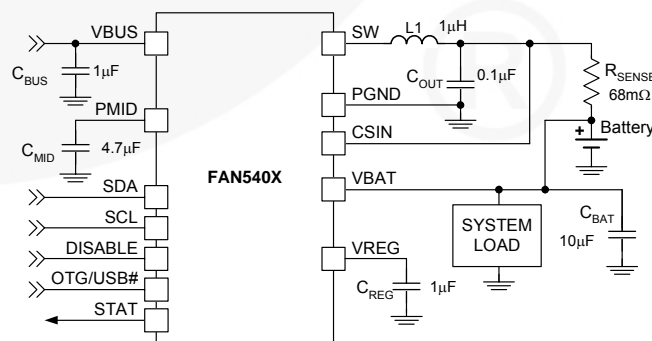 VBUS
C_BUS
1μF
PMID
C_MID
4.7μF
SDA
SCL
DISABLE
OTG/USB#
STAT
FAN540X
SW
L1
1μH
C_OUT
0.1μF
PGND
CSIN
VBAT
VREG
C_REG
1μF
R_SENSE
68mΩ
+
Battery
SYSTEM
LOAD
C_BAT
10μF
®